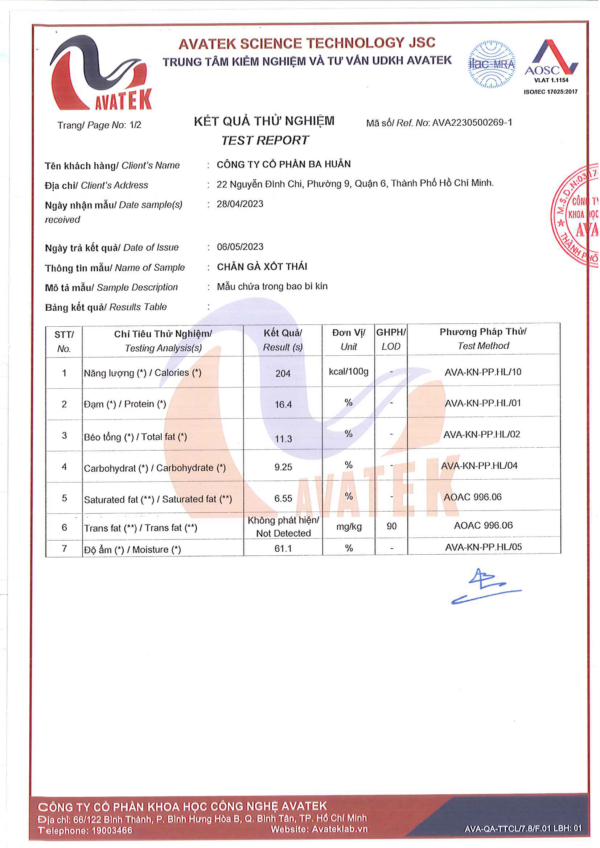 AVATEK SCIENCE TECHNOLOGY JSC
TRUNG TÂM KIỂM NGHIỆM VÀ TƯ VẤN UDKH AVATEK
AVATEK
ilac-MRA
AOSC
VLAT 1.1154
ISO/IEC 17025:2017
Trang/ Page No: 1/2
KẾT QUẢ THỬ NGHIỆM
Mã số/ Ref. No: AVA2230500269-1
TEST REPORT
Tên khách hàng/ Client's Name : CÔNG TY CỔ PHẦN BA HUÂN
Địa chỉ/ Client's Address : 22 Nguyễn Đình Chi, Phường 9, Quận 6, Thành Phố Hồ Chí Minh.
Ngày nhận mẫu/ Date sample(s) : 28/04/2023
received
Ngày trả kết quả/ Date of Issue : 06/05/2023
Thông tin mẫu/ Name of Sample : CHÂN GÀ XỐT THÁI
Mô tả mẫu/ Sample Description : Mẫu chứa trong bao bì kín
Bảng kết quả/ Results Table :
M.S.D.N:0317
CÔNG TY
KHOA HỌC
AVA
THÀNH PHỐ
STT/ Chỉ Tiêu Thử Nghiệm/ Kết Quả/ Đơn Vị/ GHPH/ Phương Pháp Thử/
No. Testing Analysis(s) Result (s) Unit LOD Test Method
1 Năng lượng (*) / Calories (*) 204 kcal/100g - AVA-KN-PP.HL/10
2 Đạm (*) / Protein (*) 16.4 % - AVA-KN-PP.HL/01
3 Béo tổng (*) / Total fat (*) 11.3 % - AVA-KN-PP.HL/02
4 Carbohydrat (*) / Carbohydrate (*) 9.25 % - AVA-KN-PP.HL/04
5 Saturated fat (**) / Saturated fat (**) 6.55 % - AOAC 996.06
6 Trans fat (**) / Trans fat (**) Không phát hiện/ Not Detected mg/kg 90 AOAC 996.06
7 Độ ẩm (*) / Moisture (*) 61.1 % - AVA-KN-PP.HL/05
AVATEK
CÔNG TY CỔ PHẦN KHOA HỌC CÔNG NGHỆ AVATEK
Địa chỉ: 66/122 Bình Thành, P. Bình Hưng Hòa B, Q. Bình Tân, TP. Hồ Chí Minh
Telephone: 19003466 Website: Avateklab.vn
AVA-QA-TTCL/7.8/F.01 LBH: 01